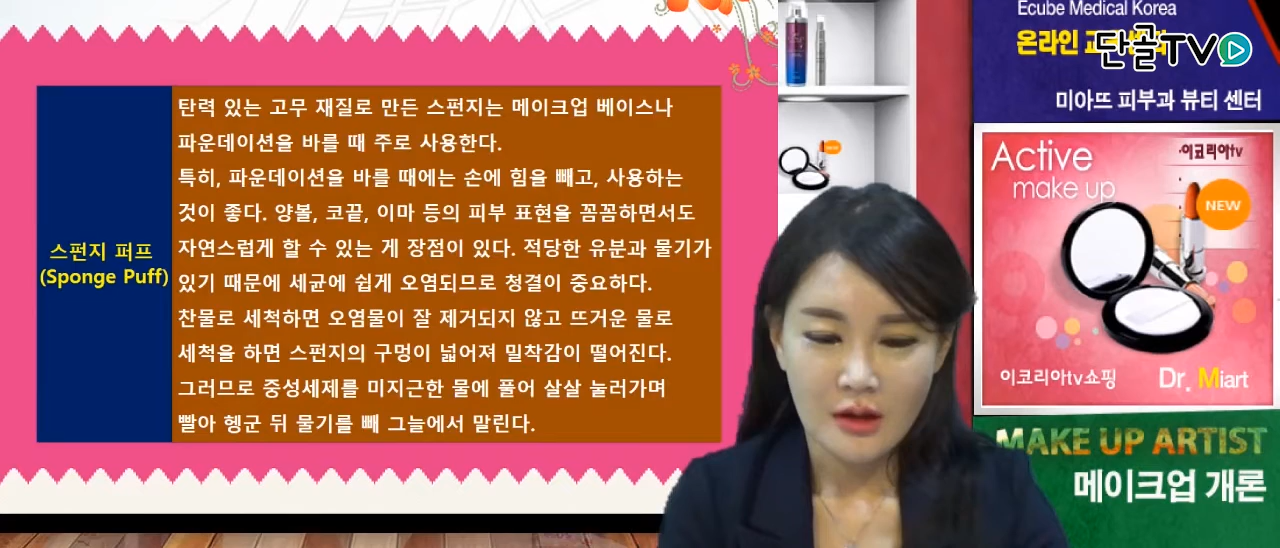 스펀지 퍼프
(Sponge Puff)
탄력 있는 고무 재질로 만든 스펀지는 메이크업 베이스나
파운데이션을 바를 때 주로 사용한다.
특히, 파운데이션을 바를 때에는 손에 힘을 빼고, 사용하는
것이 좋다. 양볼, 코끝, 이마 등의 피부 표현을 꼼꼼하면서도
자연스럽게 할 수 있는 게 장점이 있다. 적당한 유분과 물기가
있기 때문에 세균에 쉽게 오염되므로 청결이 중요하다.
찬물로 세척하면 오염물이 잘 제거되지 않고 뜨거운 물로
세척을 하면 스펀지의 구멍이 넓어져 밀착감이 떨어진다.
그러므로 중성세제를 미지근한 물에 풀어 살살 눌러가며
빨아 헹군 뒤 물기를 빼 그늘에서 말린다.
Ecube Medical Korea
온라인
단골TV
미아뜨 피부과 뷰티 센터
Active
make up
이코리아tv
NEW
이코리아tv쇼핑
Dr. Miart
MAKE UP ARTIST
메이크업 개론